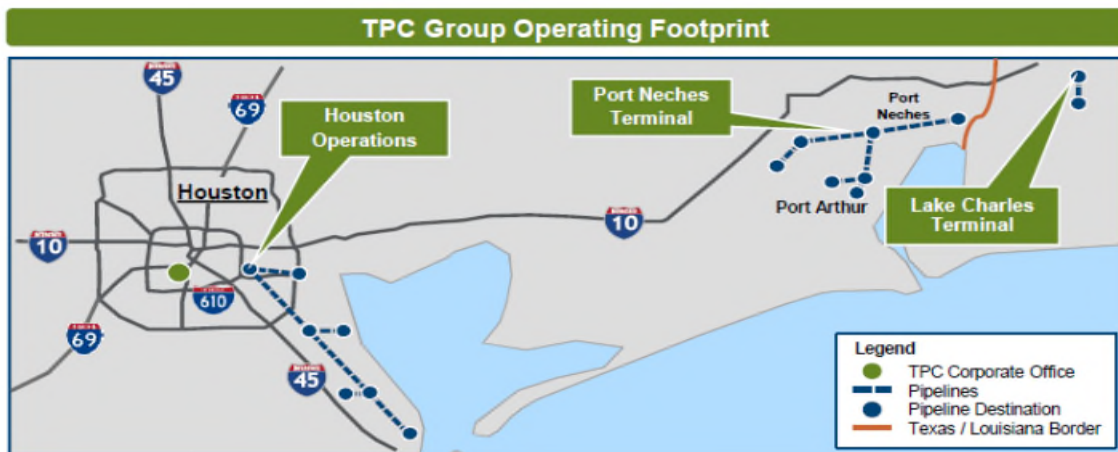 TPC Group Operating Footprint
45
69
Houston
Operations
Port Neches
Terminal
Port
Neches
Houston
10
610
69
45
10
Port Arthur
Lake Charles
Terminal
Legend
TPC Corporate Office
Pipelines
Pipeline Destination
Texas / Louisiana Border